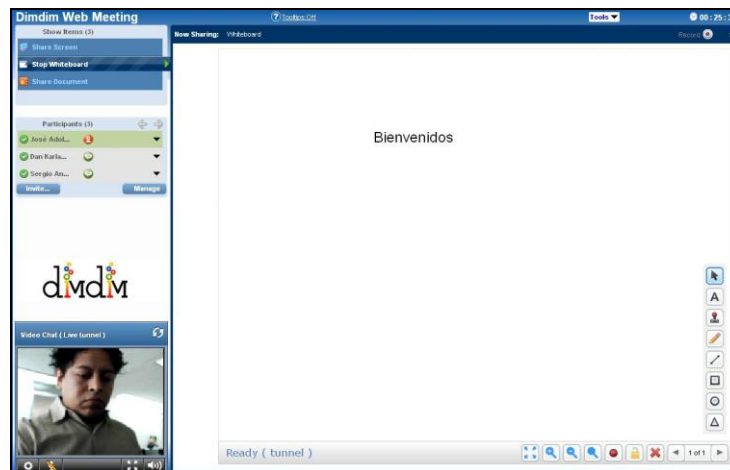 Dimdim Web Meeting
Tooltips: Off
Tools
Show Items (3)
Share Screen
Stop Whiteboard
Share Document
Now Sharing: Whiteboard
Record
Participants (3)
José Adol...
Dan Karla...
Sergio An...
Invite...
Manage
Bienvenidos
dimdim
Video Chat ( Live tunnel )
A
Ready ( tunnel )
1 of 1